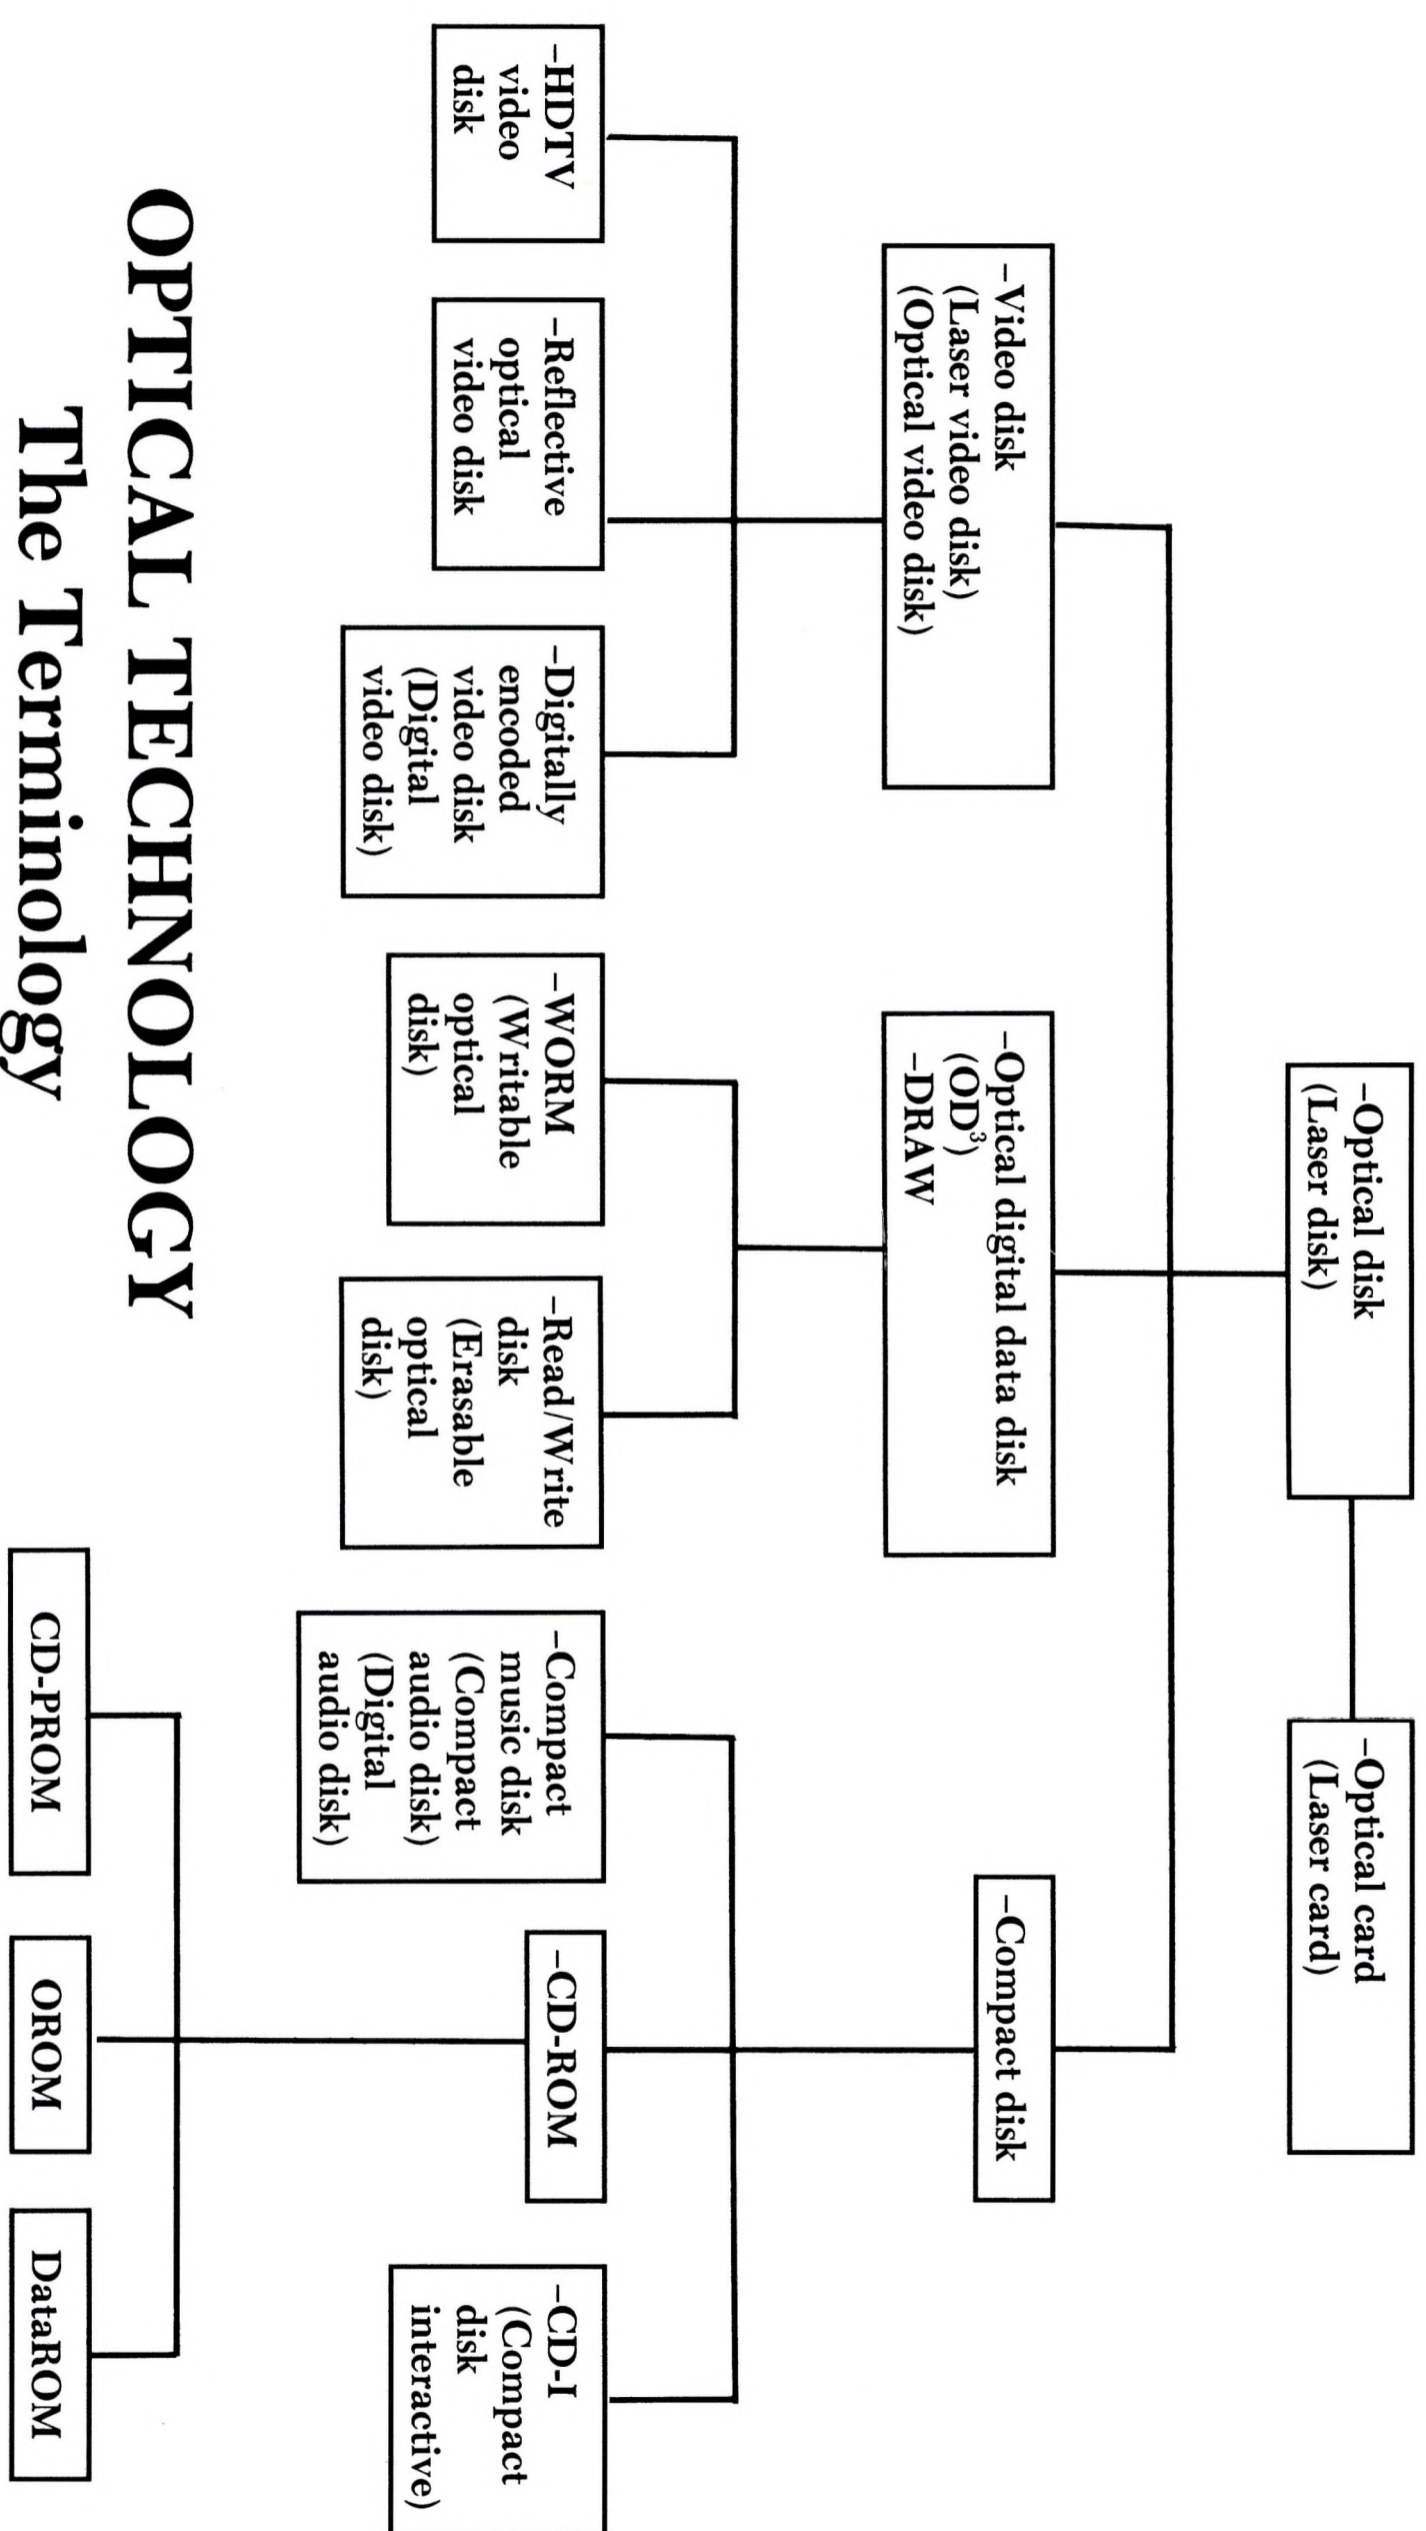 –Optical disk
(Laser disk)
–Optical card
(Laser card)
–Video disk
(Laser video disk)
(Optical video disk)
–Optical digital data disk
(OD³)
–DRAW
–Compact disk
–HDTV
video
disk
–Reflective
optical
video disk
–Digitally
encoded
video disk
(Digital
video disk)
–WORM
(Writable
optical
disk)
–Read/Write
disk
(Erasable
optical
disk)
–Compact
music disk
(Compact
audio disk)
(Digital
audio disk)
–CD-ROM
–CD-I
(Compact
disk
interactive)
CD-PROM
OROM
DataROM
OPTICAL TECHNOLOGY
The Terminology